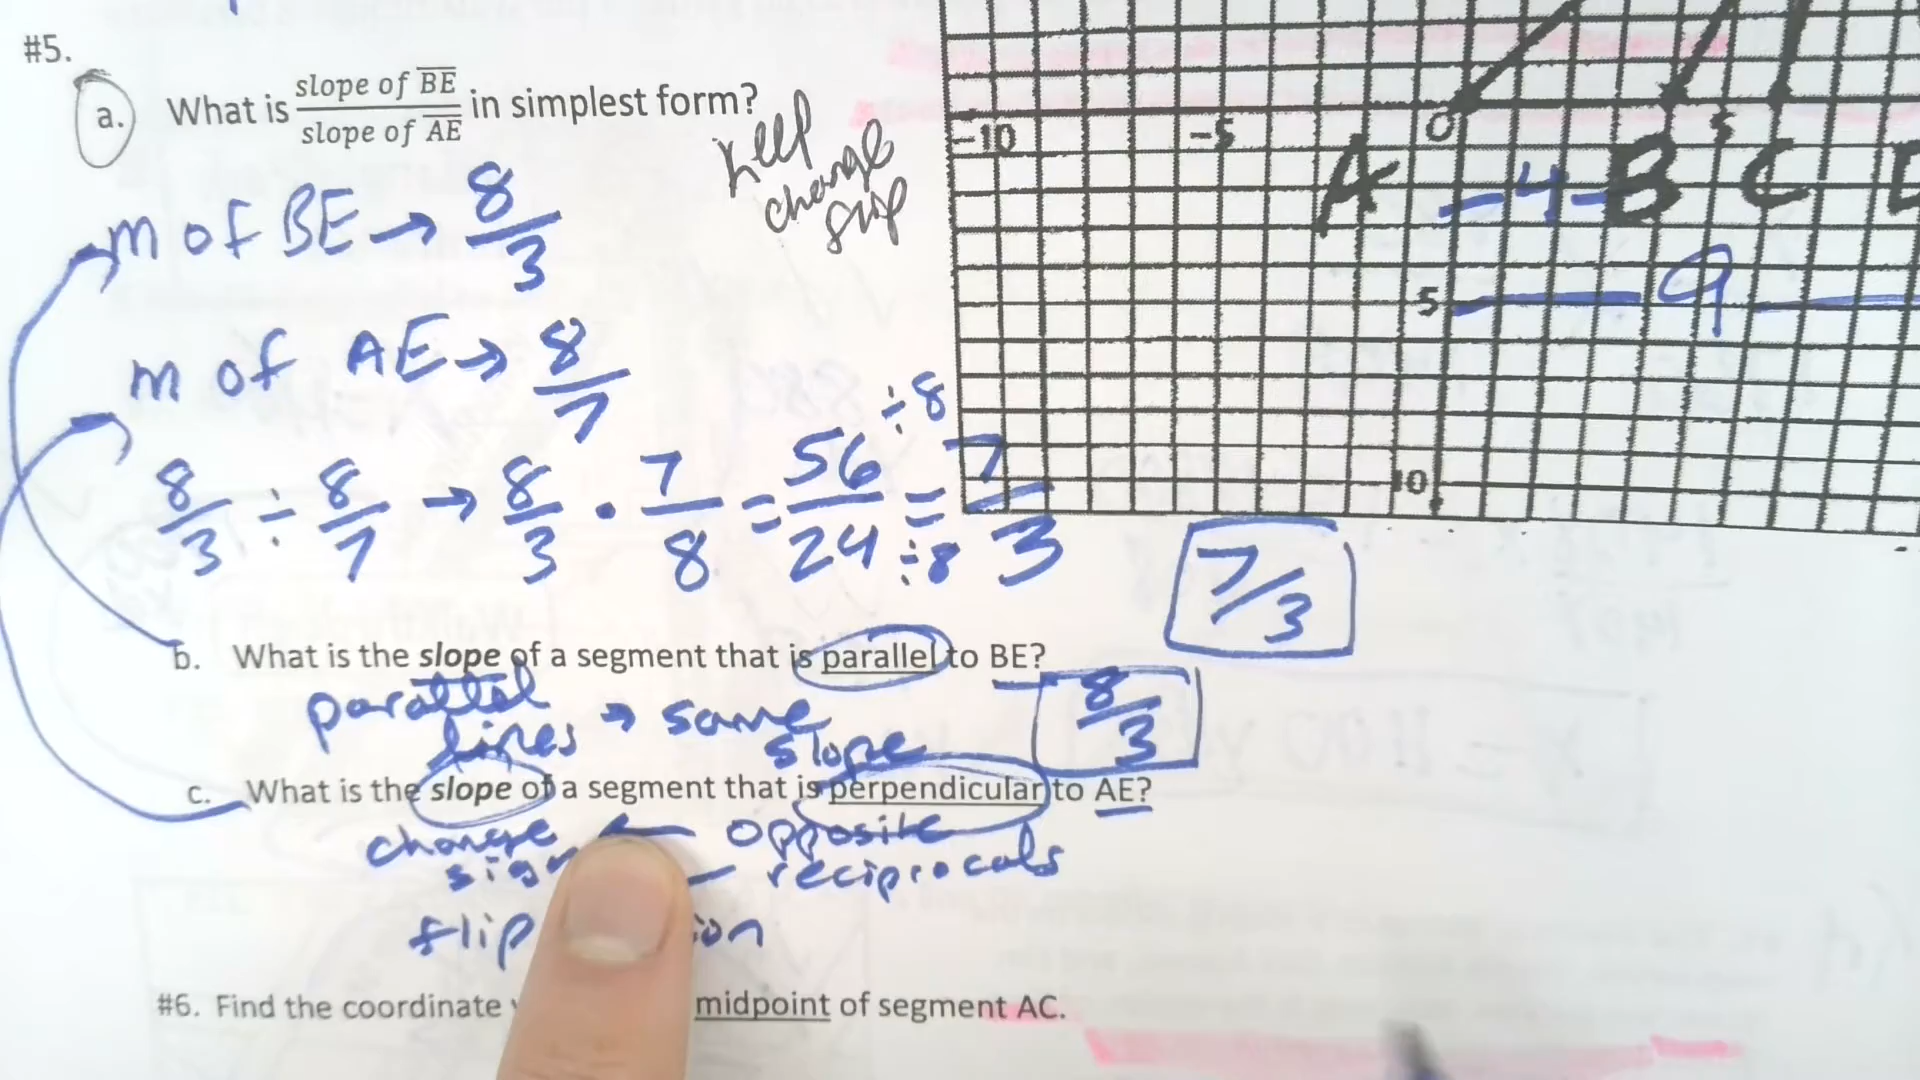 #5.
a. What is slope of BE / slope of AE in simplest form?
keep
change
flip
m of BE → 8/3
m of AE → 8/7
8/3 ÷ 8/7 → 8/3 · 7/8 = 56/24 = 7/3
÷8
÷8
7/3
-10 -5 0 5
A B C
-4-
9
5
10
b. What is the slope of a segment that is parallel to BE?
parallel
lines → same
slope
8/3
c. What is the slope of a segment that is perpendicular to AE?
change ← opposite
sign
reciprocals
flip
#6. Find the coordinate midpoint of segment AC.